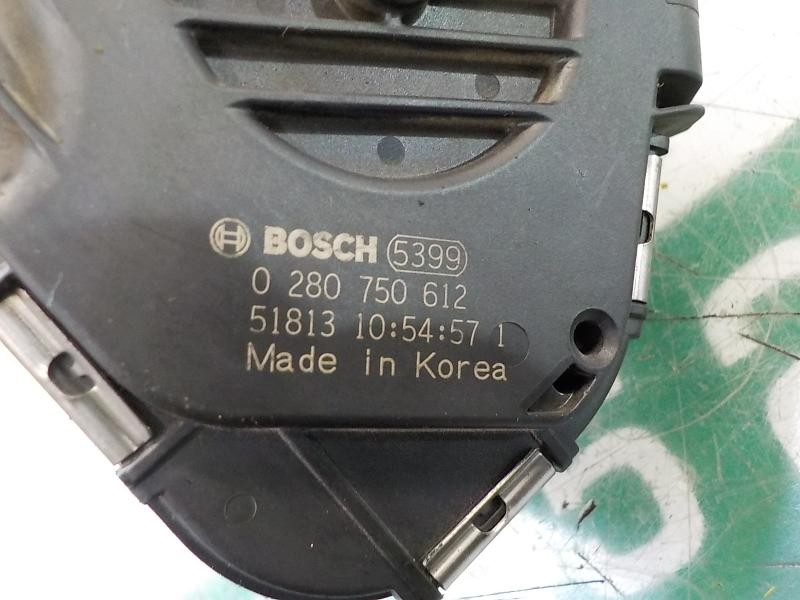 BOSCH 5399
0 280 750 612
51813 10:54:57 1
Made in Korea